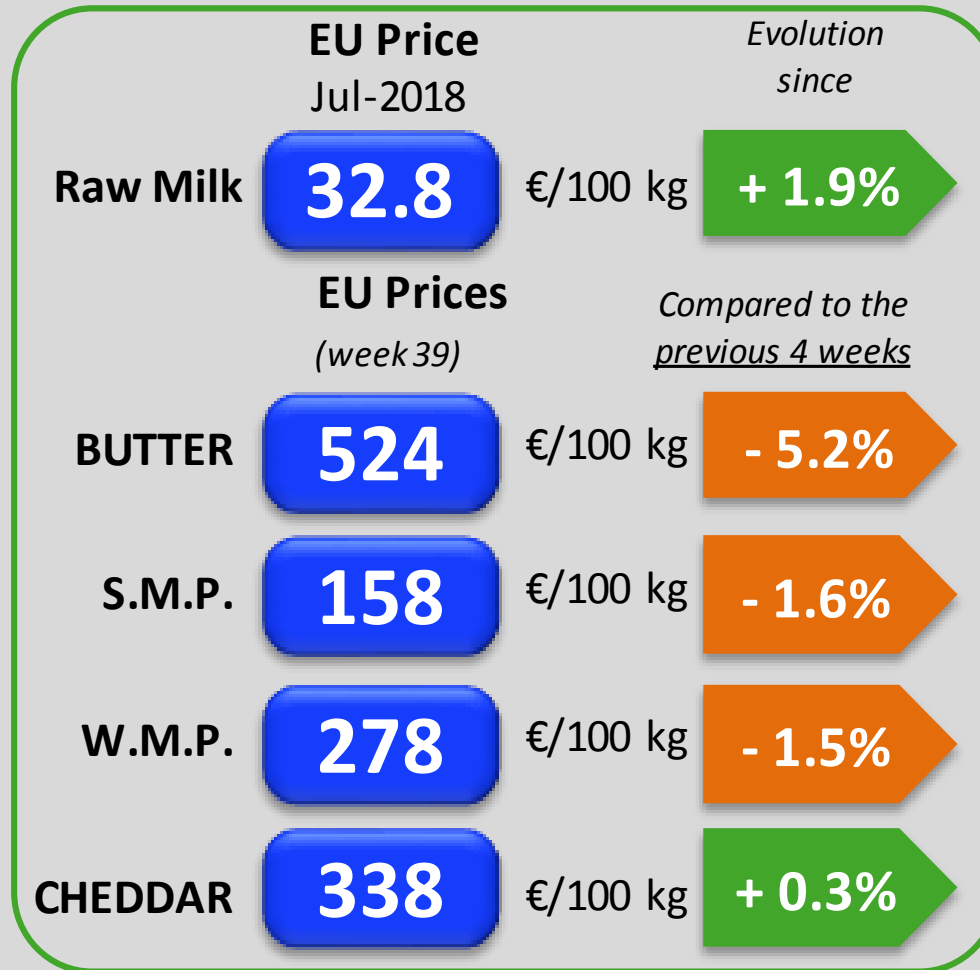 EU Price
Jul-2018
Evolution
since
Raw Milk 32.8 €/100 kg + 1.9%
EU Prices
(week 39)
Compared to the
previous 4 weeks
BUTTER 524 €/100 kg - 5.2%
S.M.P. 158 €/100 kg - 1.6%
W.M.P. 278 €/100 kg - 1.5%
CHEDDAR 338 €/100 kg + 0.3%